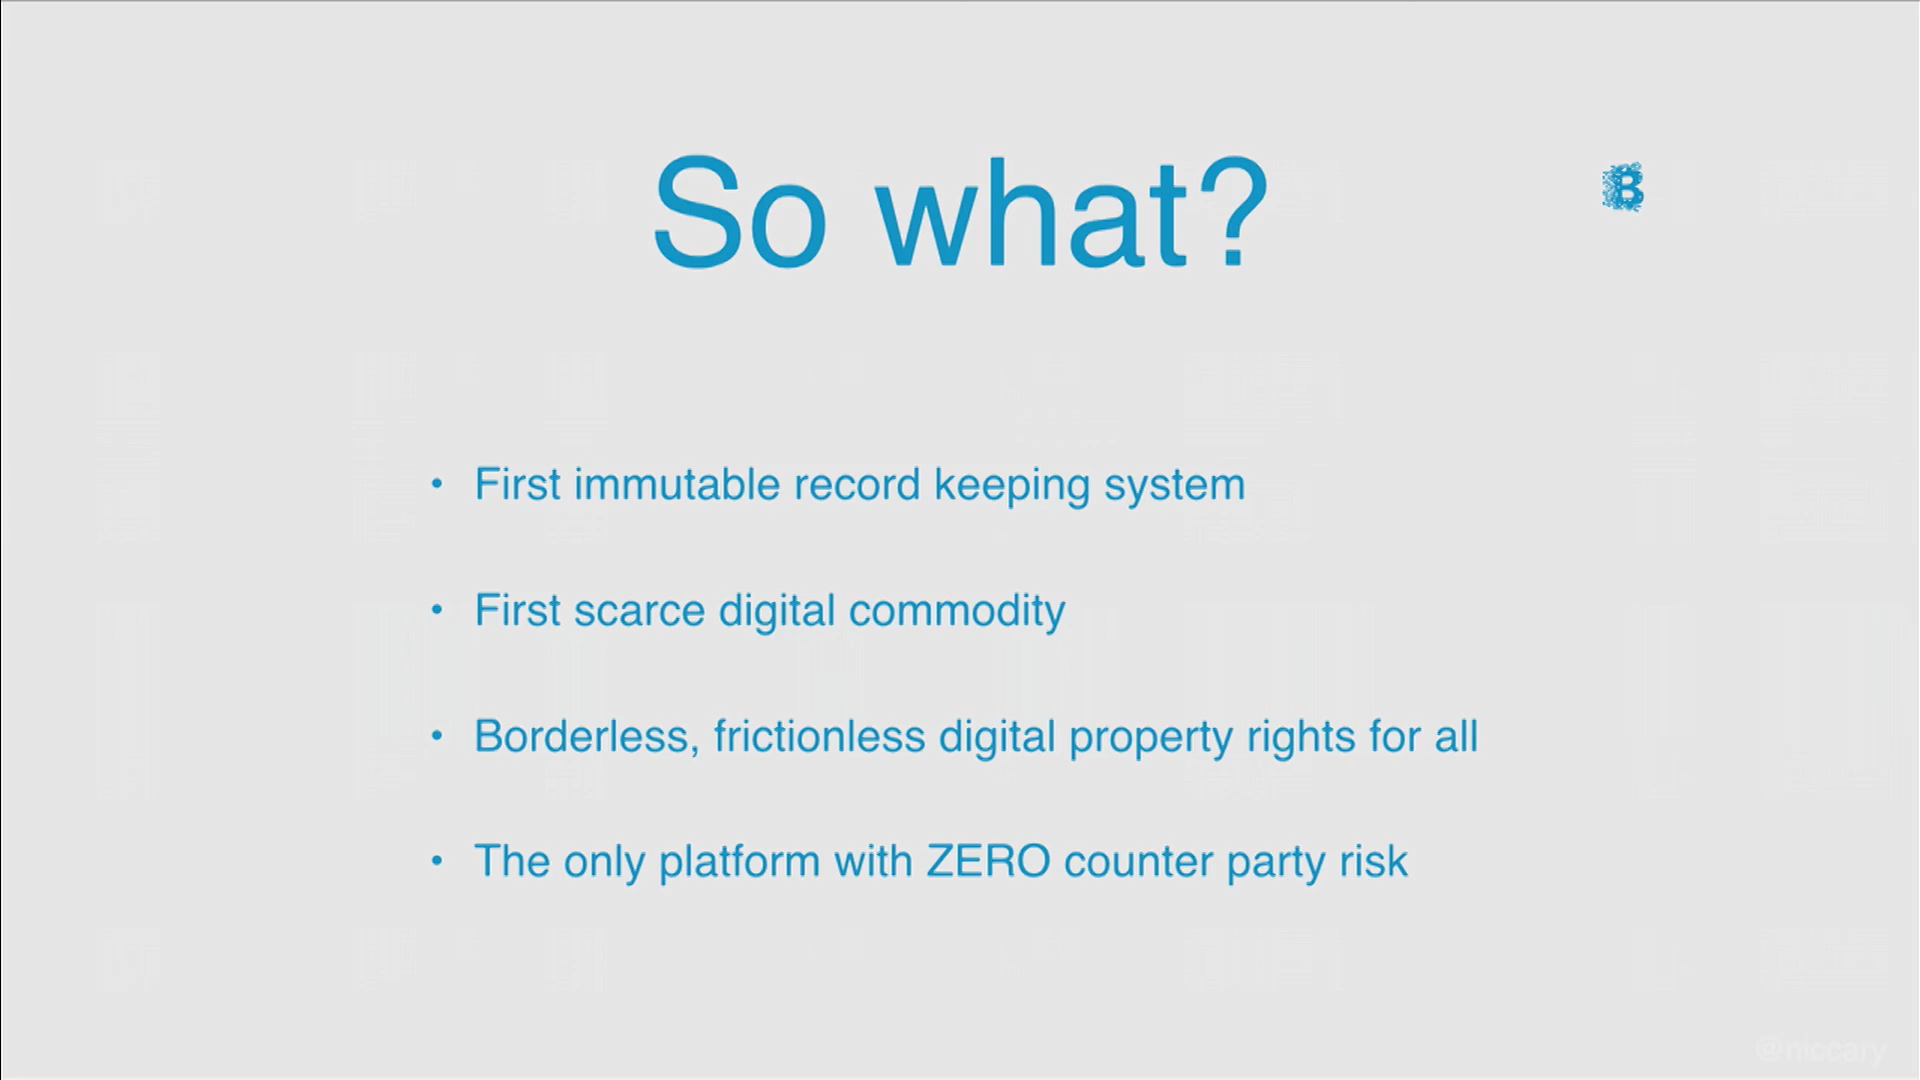 So what?
B
• First immutable record keeping system
• First scarce digital commodity
• Borderless, frictionless digital property rights for all
• The only platform with ZERO counter party risk
@niccary